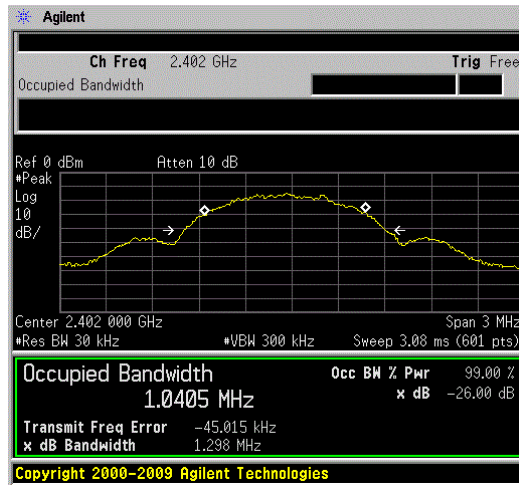 Agilent
Ch Freq 2.402 GHz Trig Free
Occupied Bandwidth
Ref 0 dBm Atten 10 dB
#Peak
Log
10
dB/
Center 2.402 000 GHz Span 3 MHz
#Res BW 30 kHz #VBW 300 kHz Sweep 3.08 ms (601 pts)
Occupied Bandwidth Occ BW % Pwr 99.00 %
1.0405 MHz x dB -26.00 dB
Transmit Freq Error -45.015 kHz
x dB Bandwidth 1.298 MHz
Copyright 2000-2009 Agilent Technologies